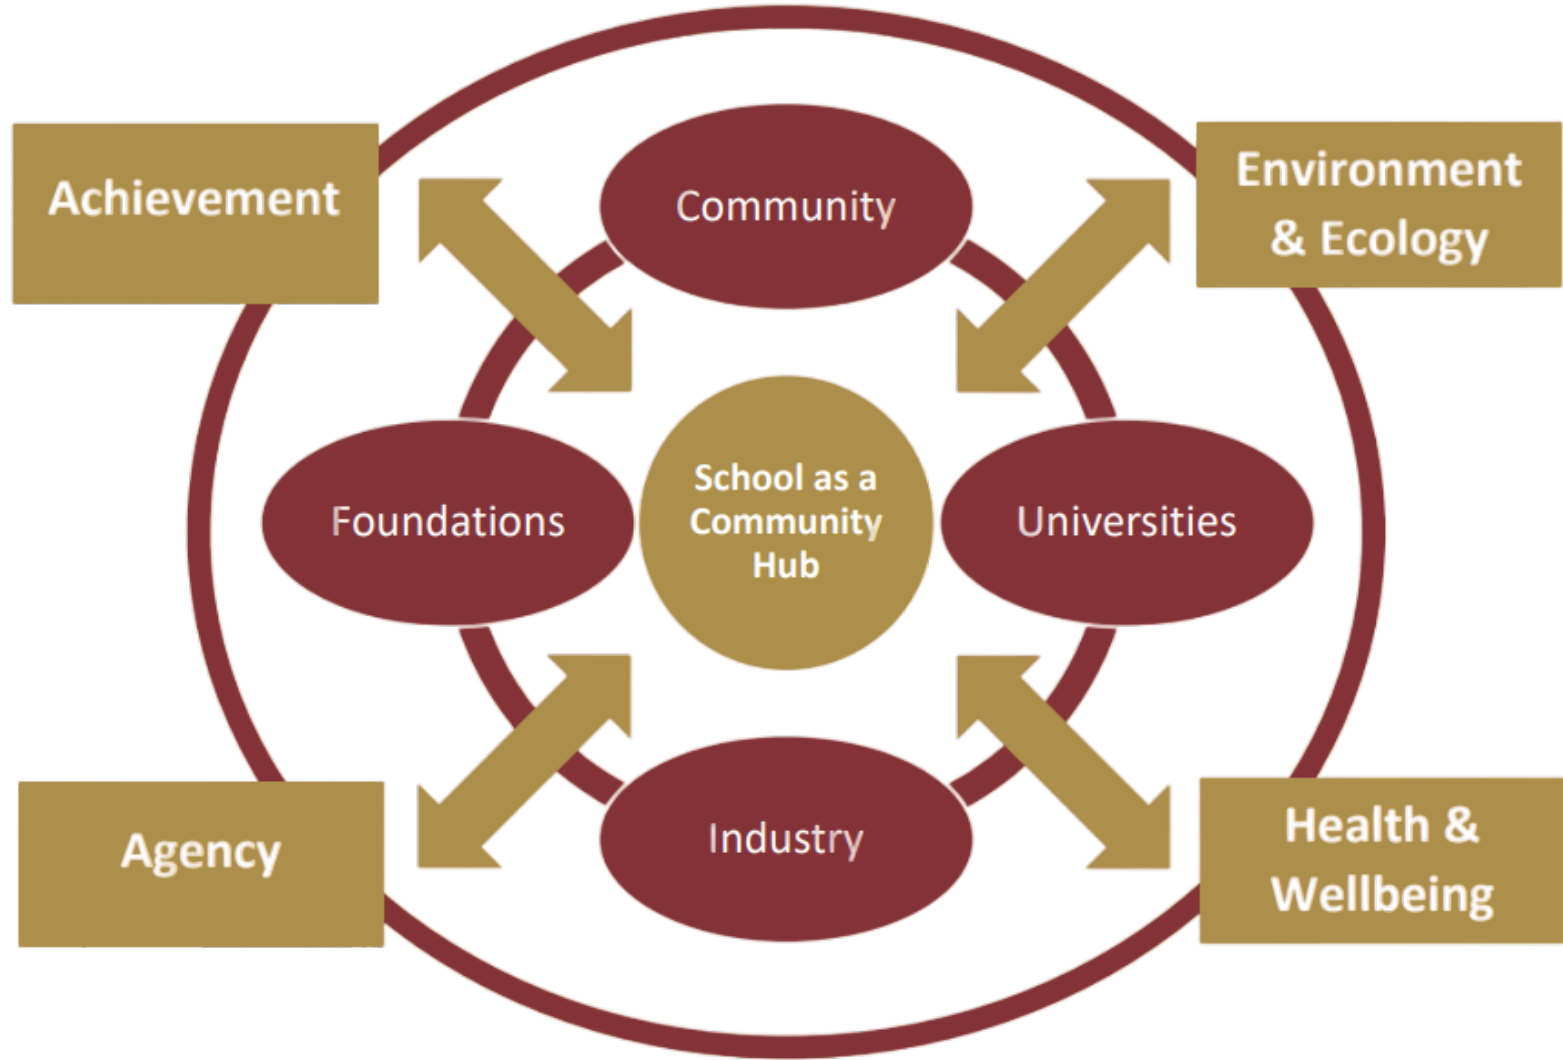 Achievement
Community
Environment
& Ecology
Foundations
School as a
Community
Hub
Universities
Agency
Industry
Health &
Wellbeing